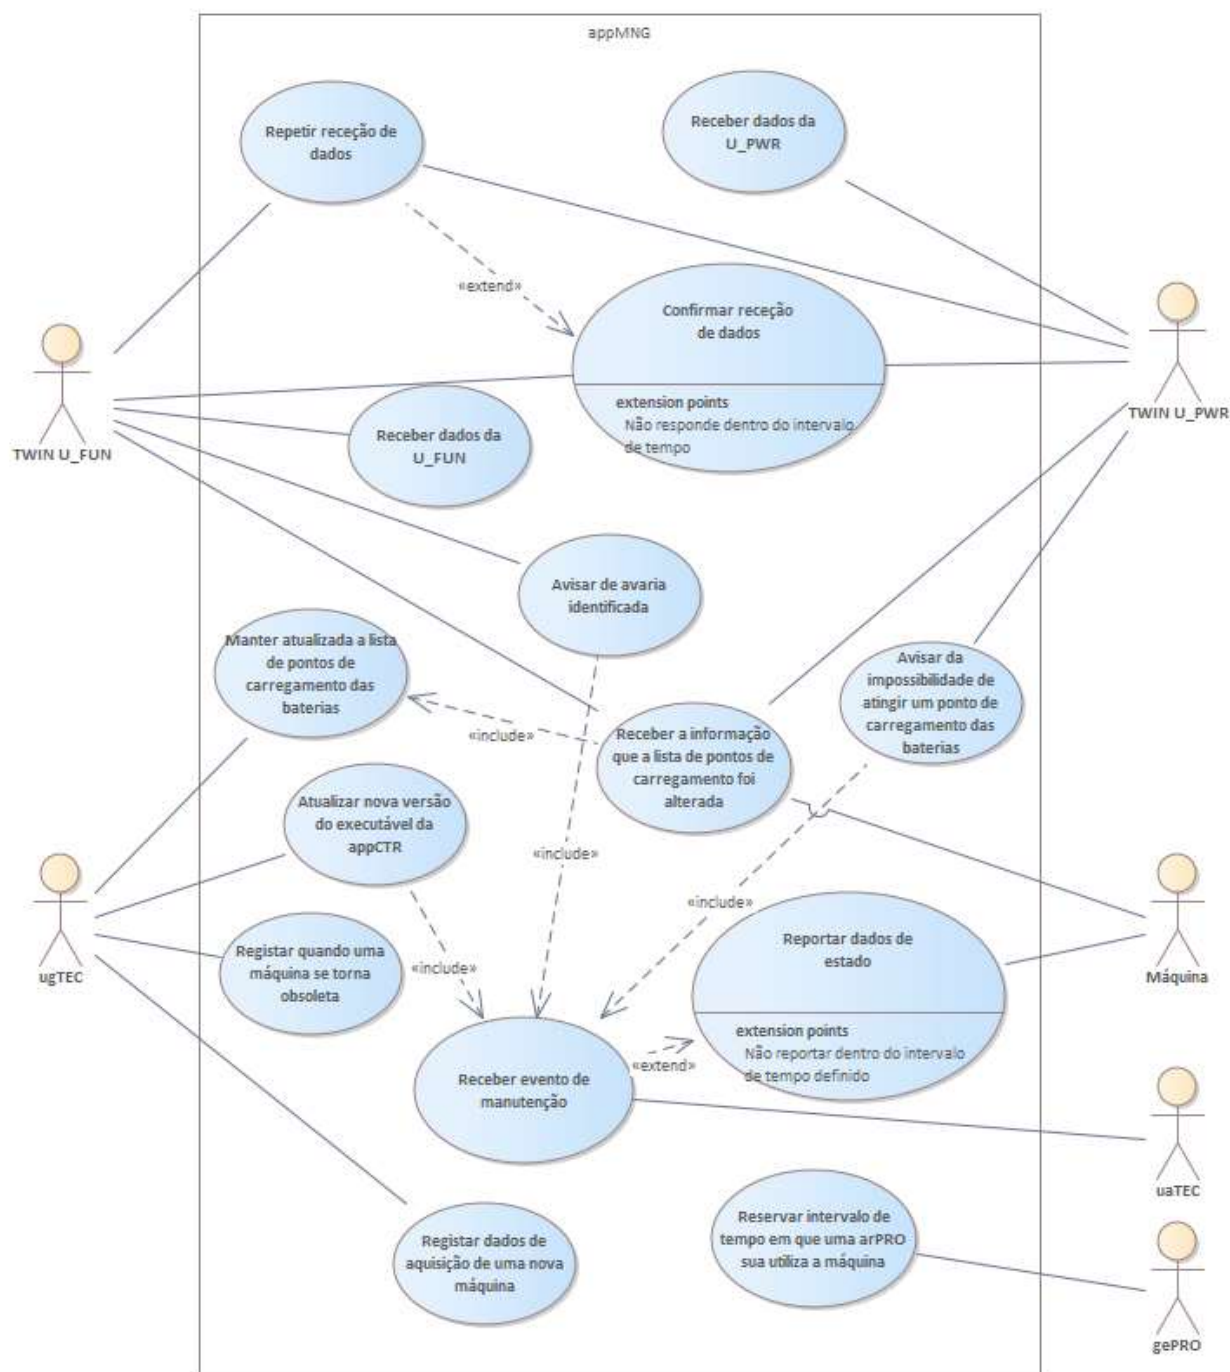 appMNG
Repetir receção de
dados
Receber dados da
U_PWR
«extend»
Confirmar receção
de dados
extension points
Não responde dentro do intervalo
de tempo
TWIN U_FUN
TWIN U_PWR
Receber dados da
U_FUN
Avisar de avaria
identificada
Manter atualizada a lista
de pontos de
carregamento das
baterias
Avisar da
impossibilidade de
atingir um ponto de
carregamento das
baterias
«include»
Receber a informação
que a lista de pontos de
carregamento foi
alterada
Atualizar nova versão
do executável da
appCTR
«include»
«include»
ugTEC
Registar quando uma
máquina se torna
obsoleta
«include»
Reportar dados de
estado
extension points
Não reportar dentro do intervalo
de tempo definido
Máquina
«extend»
Receber evento de
manutenção
uaTEC
Registar dados de
aquisição de uma nova
máquina
Reservar intervalo de
tempo em que uma arPRO
sua utiliza a máquina
gePRO